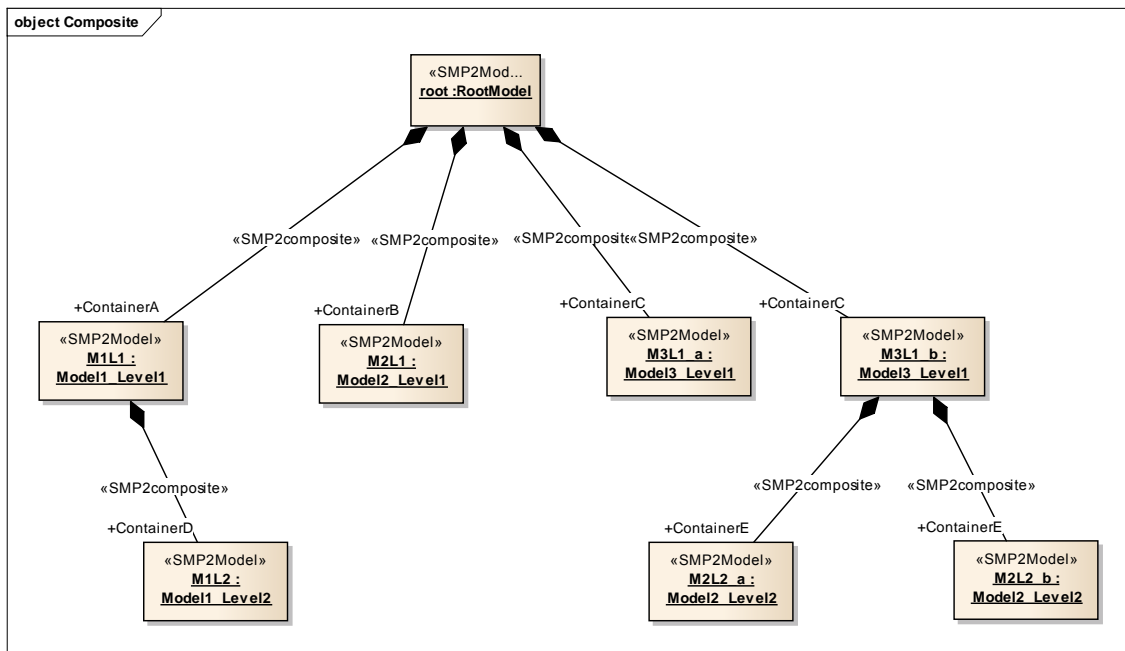 object Composite
«SMP2Mod...
root :RootModel
«SMP2composite»
«SMP2composite»
«SMP2composite
«SMP2composite»
+ContainerA
+ContainerB
+ContainerC
+ContainerC
«SMP2Model»
M1L1 :
Model1_Level1
«SMP2Model»
M2L1 :
Model2_Level1
«SMP2Model»
M3L1_a :
Model3_Level1
«SMP2Model»
M3L1_b :
Model3_Level1
«SMP2composite»
«SMP2composite»
«SMP2composite»
+ContainerD
+ContainerE
+ContainerE
«SMP2Model»
M1L2 :
Model1_Level2
«SMP2Model»
M2L2_a :
Model2_Level2
«SMP2Model»
M2L2_b :
Model2_Level2